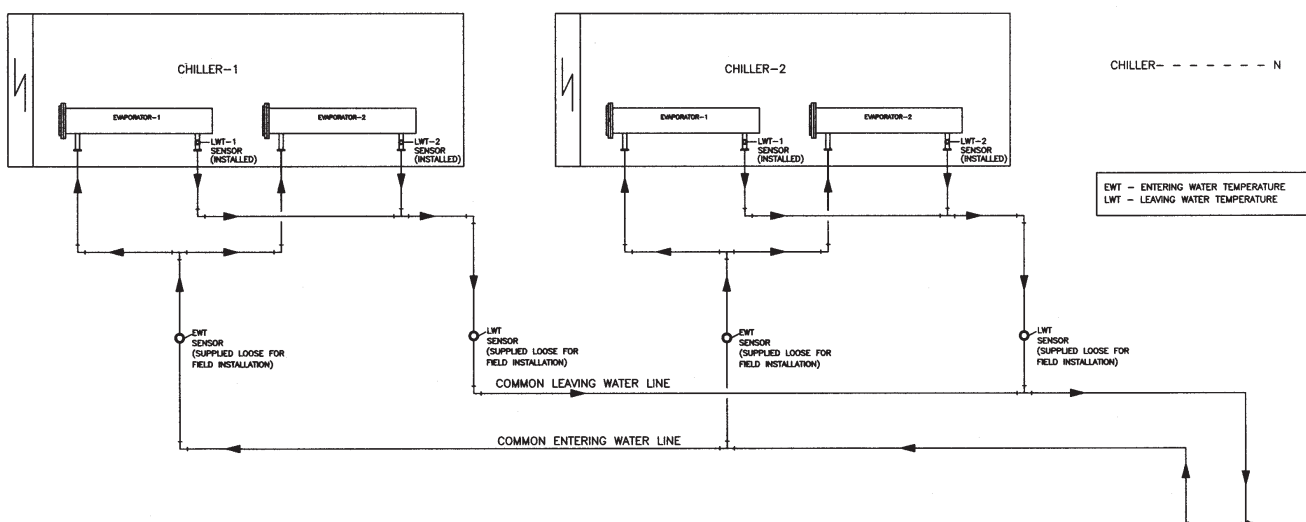 CHILLER-1
EVAPORATOR-1
EVAPORATOR-2
LWT-1
SENSOR
(INSTALLED)
LWT-2
SENSOR
(INSTALLED)
CHILLER-2
EVAPORATOR-1
EVAPORATOR-2
LWT-1
SENSOR
(INSTALLED)
LWT-2
SENSOR
(INSTALLED)
CHILLER- - - - - - - N
EWT - ENTERING WATER TEMPERATURE
LWT - LEAVING WATER TEMPERATURE
EWT
SENSOR
(SUPPLIED LOOSE FOR
FIELD INSTALLATION)
LWT
SENSOR
(SUPPLIED LOOSE FOR
FIELD INSTALLATION)
EWT
SENSOR
(SUPPLIED LOOSE FOR
FIELD INSTALLATION)
LWT
SENSOR
(SUPPLIED LOOSE FOR
FIELD INSTALLATION)
COMMON LEAVING WATER LINE
COMMON ENTERING WATER LINE